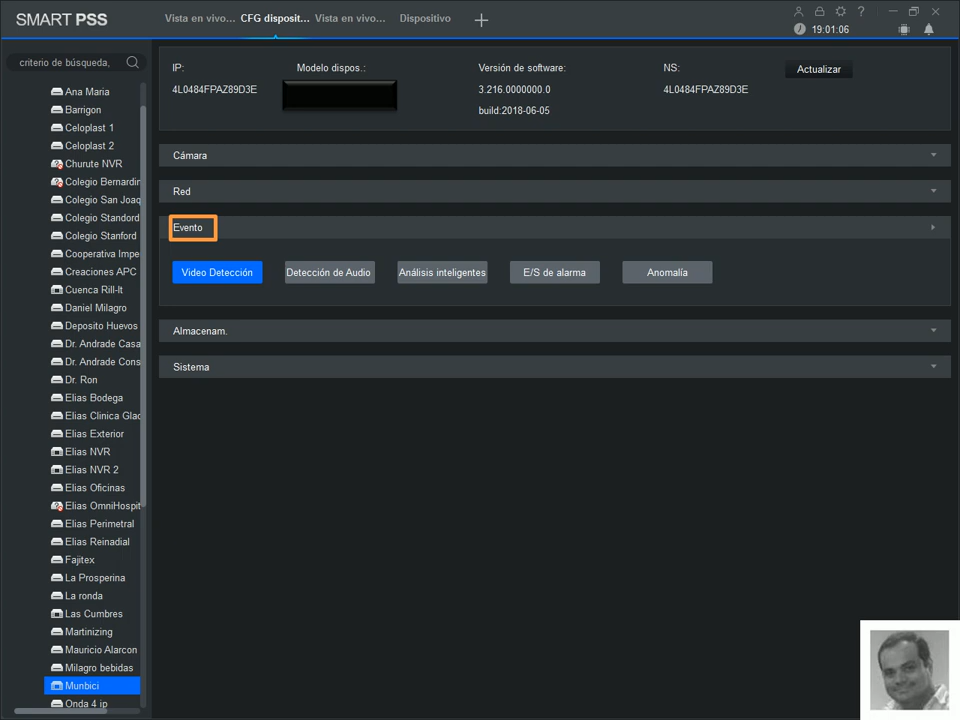 SMART PSS
Vista en vivo... CFG disposit... Vista en vivo... Dispositivo
19:01:06
criterio de búsqueda,
Ana Maria
Barrigon
Celoplast 1
Celoplast 2
Churute NVR
Colegio Bernardin
Colegio San Joaq
Colegio Standord
Colegio Stanford
Cooperativa Impe
Creaciones APC
Cuenca Rill-It
Daniel Milagro
Deposito Huevos
Dr. Andrade Casa
Dr. Andrade Cons
Dr. Ron
Elias Bodega
Elias Clinica Glac
Elias Exterior
Elias NVR
Elias NVR 2
Elias Oficinas
Elias OmniHospit
Elias Perimetral
Elias Reinadial
Fajitex
La Prosperina
La ronda
Las Cumbres
Martinizing
Mauricio Alarcon
Milagro bebidas
Munbici
Onda 4 ip
IP: Modelo dispos.: Versión de software: NS: Actualizar
4L0484FPAZ89D3E 3.216.0000000.0 4L0484FPAZ89D3E
build:2018-06-05
Cámara
Red
Evento
Video Detección Detección de Audio Análisis inteligentes E/S de alarma Anomalía
Almacenam.
Sistema